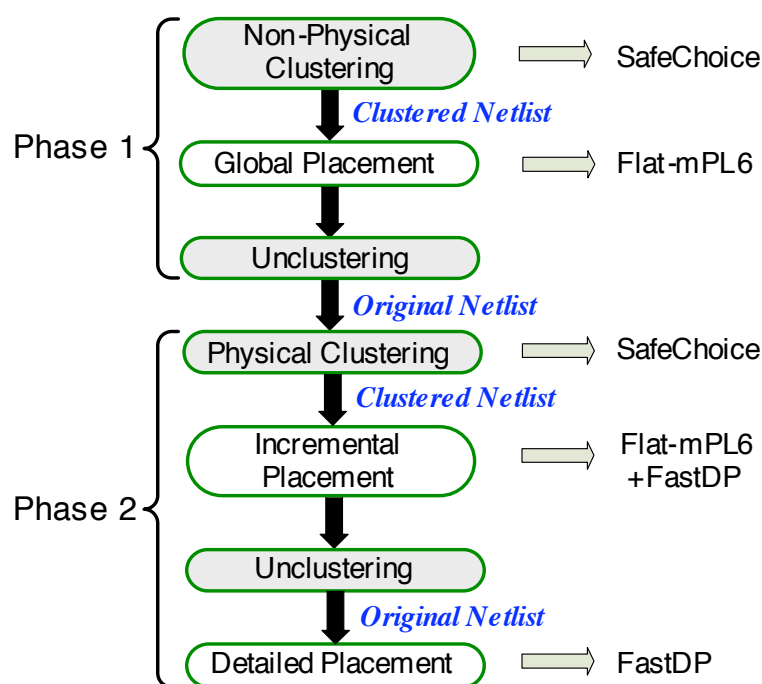 Non-Physical
Clustering
SafeChoice
Clustered Netlist
Phase 1
Global Placement
Flat-mPL6
Unclustering
Original Netlist
Physical Clustering
SafeChoice
Clustered Netlist
Incremental
Placement
Flat-mPL6
+FastDP
Phase 2
Unclustering
Original Netlist
Detailed Placement
FastDP